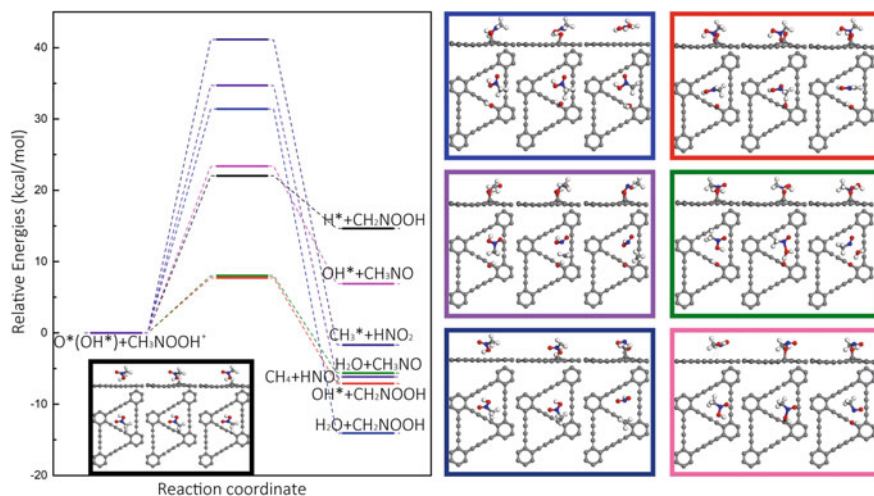 40
30
20
10
0
-10
-20
Relative Energies (kcal/mol)
Reaction coordinate
O*(OH*)+CH₃NOOH⁺
H*+CH₂NOOH
OH*+CH₃NO
CH₃*+HNO₂
H₂O+CH₃NO
CH₄+HNO
OH*+CH₂NOOH
H₂O+CH₂NOOH